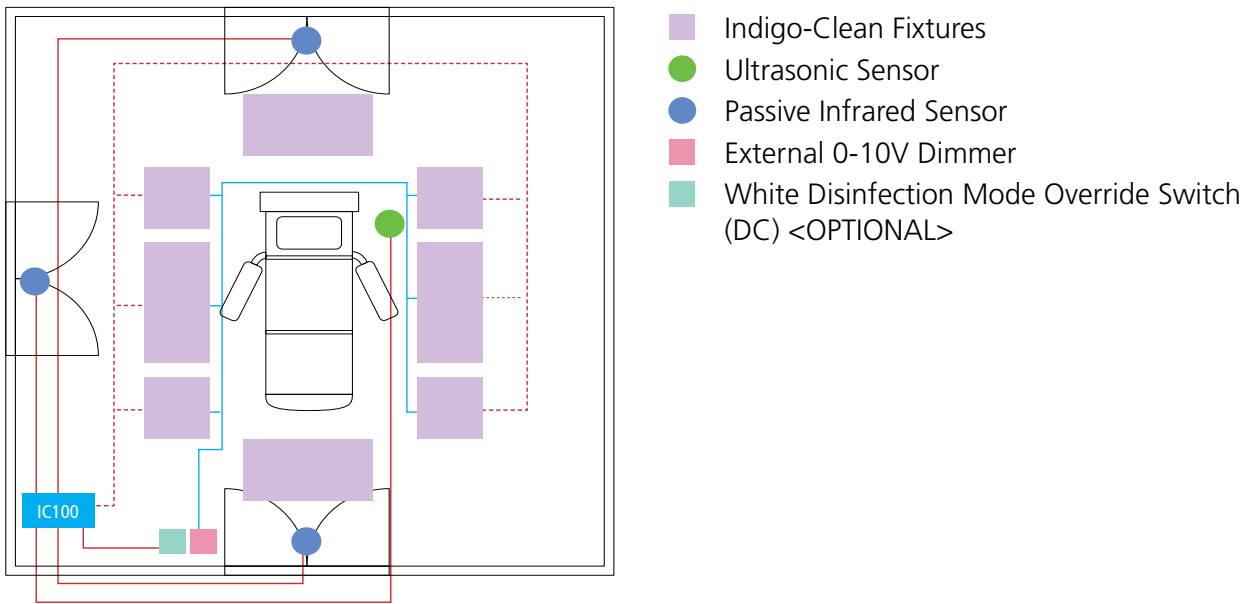 Indigo-Clean Fixtures
Ultrasonic Sensor
Passive Infrared Sensor
External 0-10V Dimmer
White Disinfection Mode Override Switch
(DC) <OPTIONAL>
IC100